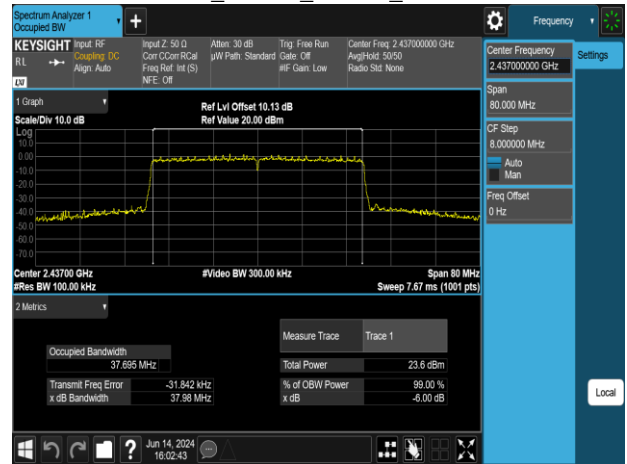 Spectrum Analyzer 1
Occupied BW
Frequency
KEYSIGHT
RL
LXI
Input: RF
Coupling: DC
Align: Auto
Input Z: 50 Ω
Corr CCorr RCal
Freq Ref: Int (S)
NFE: Off
Atten: 30 dB
µW Path: Standard
Trig: Free Run
Gate: Off
#IF Gain: Low
Center Freq: 2.437000000 GHz
Avg|Hold: 50/50
Radio Std: None
Center Frequency
2.437000000 GHz
Settings
Span
80.000 MHz
CF Step
8.000000 MHz
Auto
Man
Freq Offset
0 Hz
1 Graph
Scale/Div 10.0 dB
Ref Lvl Offset 10.13 dB
Ref Value 20.00 dBm
Log
10.0
0.00
-10.0
-20.0
-30.0
-40.0
-50.0
-60.0
-70.0
Center 2.43700 GHz
#Video BW 300.00 kHz
Span 80 MHz
#Res BW 100.00 kHz
Sweep 7.67 ms (1001 pts)
2 Metrics
Measure Trace Trace 1
Occupied Bandwidth
37.695 MHz
Total Power 23.6 dBm
Transmit Freq Error -31.842 kHz
% of OBW Power 99.00 %
x dB Bandwidth 37.98 MHz
x dB -6.00 dB
Local
Jun 14, 2024
16:02:43